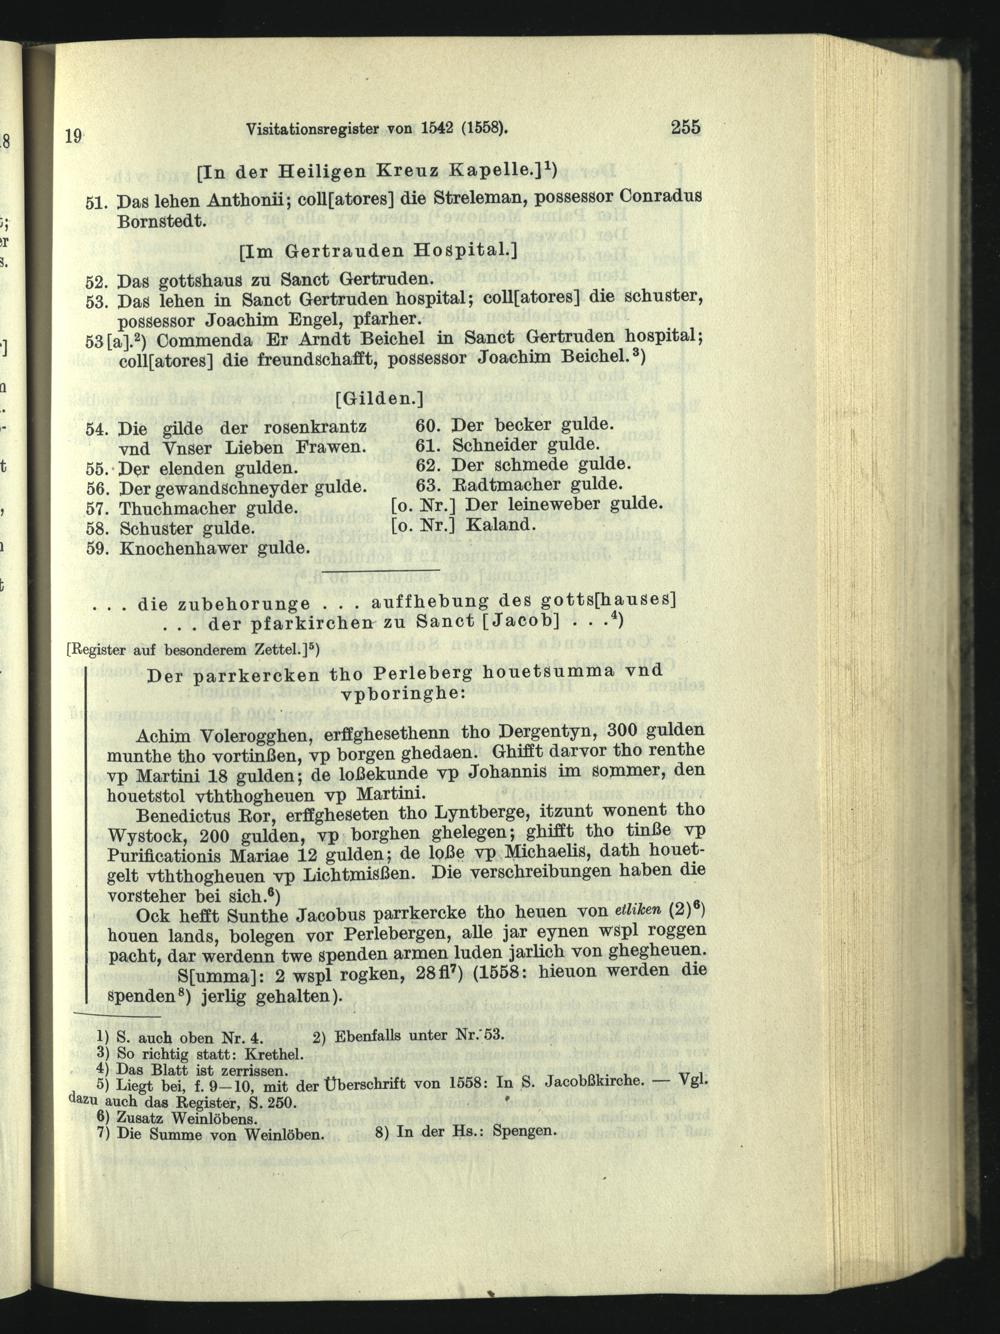 19 Visitationsregister von 1542 (1558). 255
[In der Heiligen Kreuz Kapelle.]¹)
51. Das lehen Anthonii; coll[atores] die Streleman, possessor Conradus
Bornstedt.
[Im Gertrauden Hospital.]
52. Das gottshaus zu Sanct Gertruden.
53. Das lehen in Sanct Gertruden hospital; coll[atores] die schuster,
possessor Joachim Engel, pfarher.
53[a].²) Commenda Er Arndt Beichel in Sanct Gertruden hospital;
coll[atores] die freundschafft, possessor Joachim Beichel.³)
[Gilden.]
54. Die gilde der rosenkrantz
vnd Vnser Lieben Frawen.
55. Der elenden gulden.
56. Der gewandschneyder gulde.
57. Thuchmacher gulde.
58. Schuster gulde.
59. Knochenhawer gulde.
60. Der becker gulde.
61. Schneider gulde.
62. Der schmede gulde.
63. Radtmacher gulde.
[o. Nr.] Der leineweber gulde.
[o. Nr.] Kaland.
. . . die zubehorunge . . . auffhebung des gotts[hauses]
. . . der pfarkirchen zu Sanct [Jacob] . . .⁴)
[Register auf besonderem Zettel.]⁵)
Der parrkercken tho Perleberg houetsumma vnd
vpboringhe:
Achim Volerogghen, erffghesethenn tho Dergentyn, 300 gulden
munthe tho vortinßen, vp borgen ghedaen. Ghifft darvor tho renthe
vp Martini 18 gulden; de loßekunde vp Johannis im sommer, den
houetstol vththogheuen vp Martini.
Benedictus Ror, erffgheseten tho Lyntberge, itzunt wonent tho
Wystock, 200 gulden, vp borghen ghelegen; ghifft tho tinße vp
Purificationis Mariae 12 gulden; de loße vp Michaelis, dath houet-
gelt vththogheuen vp Lichtmisßen. Die verschreibungen haben die
vorsteher bei sich.⁶)
Ock hefft Sunthe Jacobus parrkercke tho heuen von etliken (2)⁶)
houen lands, bolegen vor Perlebergen, alle jar eynen wspl roggen
pacht, dar werdenn twe spenden armen luden jarlich von ghegheuen.
S[umma]: 2 wspl rogken, 28 fl⁷) (1558: hieuon werden die
spenden⁸) jerlig gehalten).
1) S. auch oben Nr. 4. 2) Ebenfalls unter Nr. 53.
3) So richtig statt: Krethel.
4) Das Blatt ist zerrissen.
5) Liegt bei, f. 9—10, mit der Überschrift von 1558: In S. Jacobßkirche. — Vgl.
dazu auch das Register, S. 250.
6) Zusatz Weinlöbens.
7) Die Summe von Weinlöben. 8) In der Hs.: Spengen.